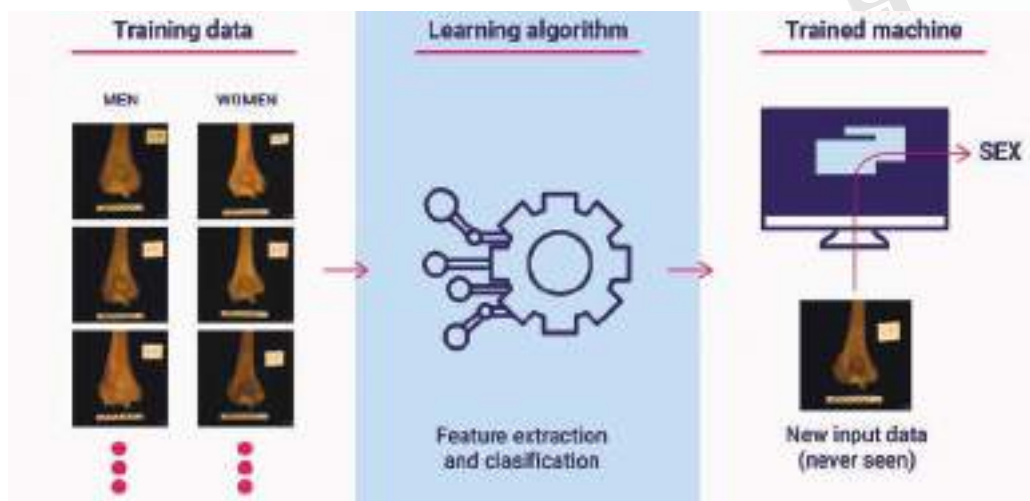 Training data
Learning algorithm
Trained machine
MEN
WOMEN
SEX
Feature extraction
and clasification
New input data
(never seen)